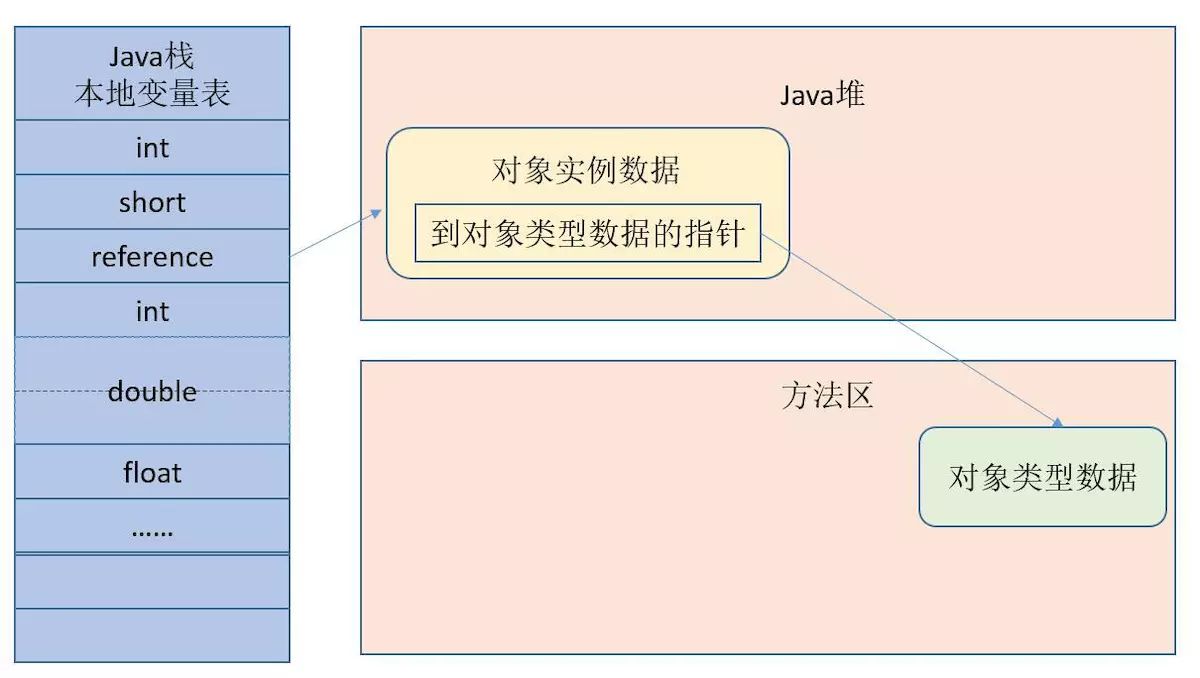 Java栈
本地变量表
int
short
reference
int
double
float
……
Java堆
对象实例数据
到对象类型数据的指针
方法区
对象类型数据